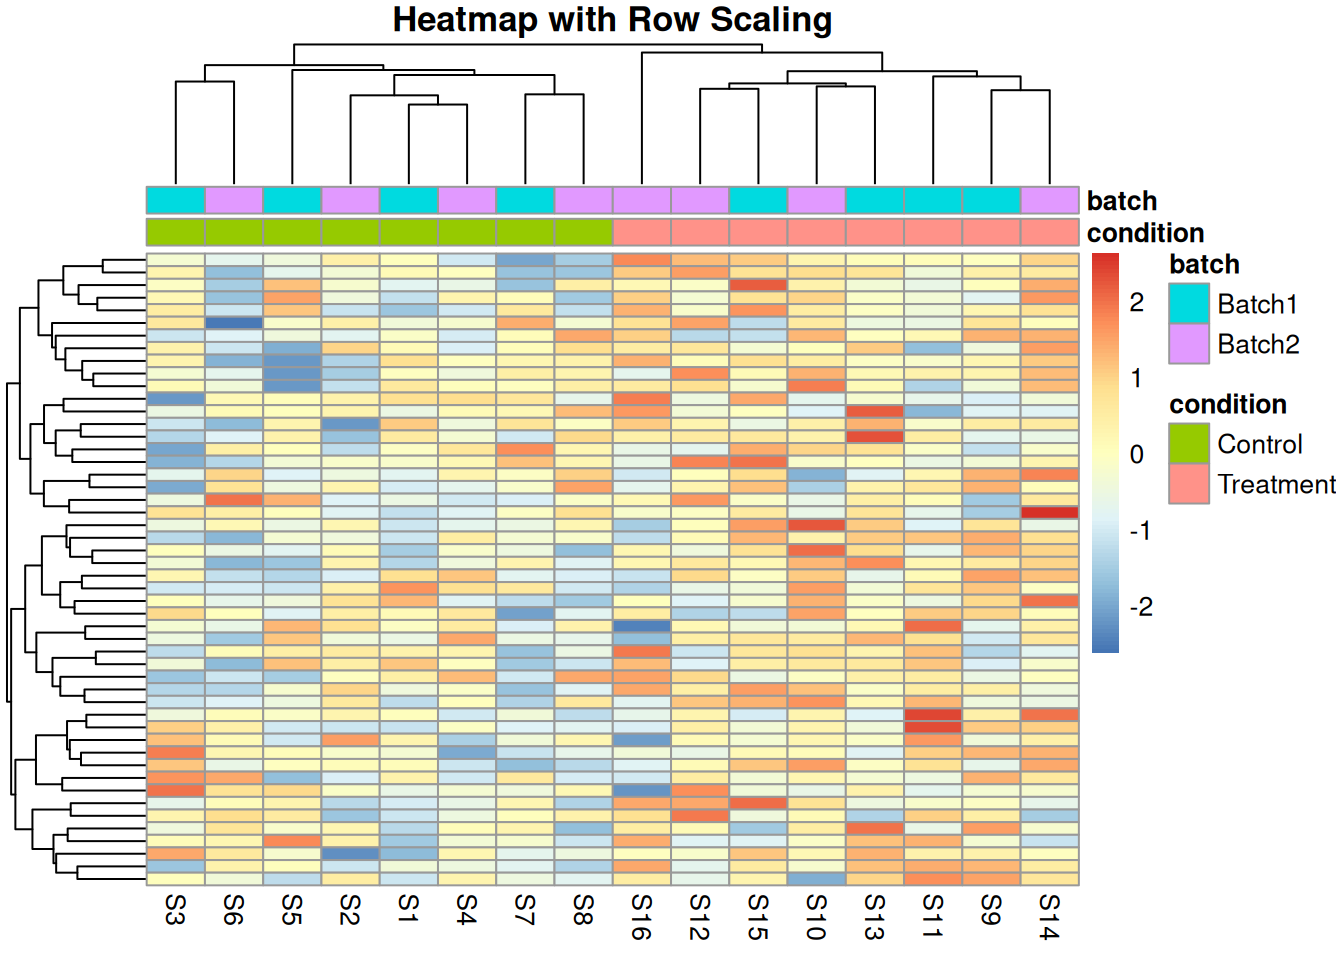 Heatmap with Row Scaling
batch
condition
2
1
0
-1
-2
batch
Batch1
Batch2
condition
Control
Treatment
S3 S6 S5 S2 S1 S4 S7 S8 S16 S12 S15 S10 S13 S11 S9 S14